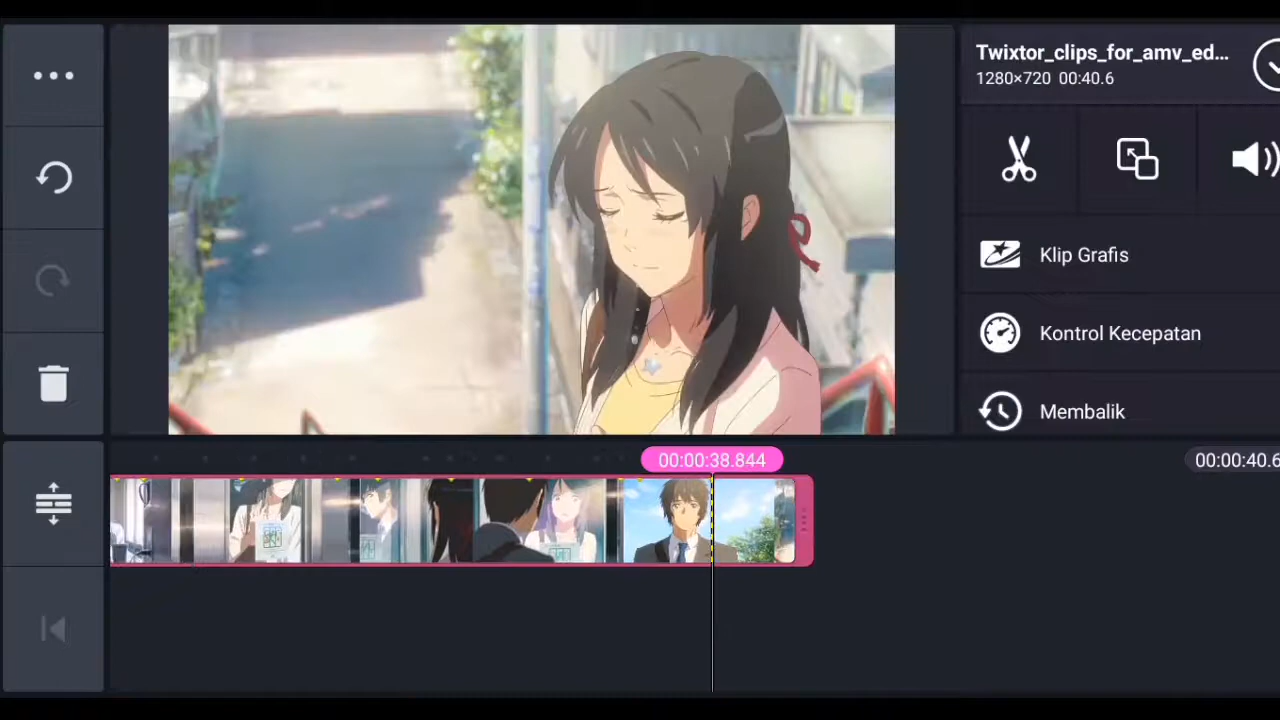 Twixtor_clips_for_amv_ed...
1280×720 00:40.6
Klip Grafis
Kontrol Kecepatan
Membalik
00:00:38.844
00:00:40.6